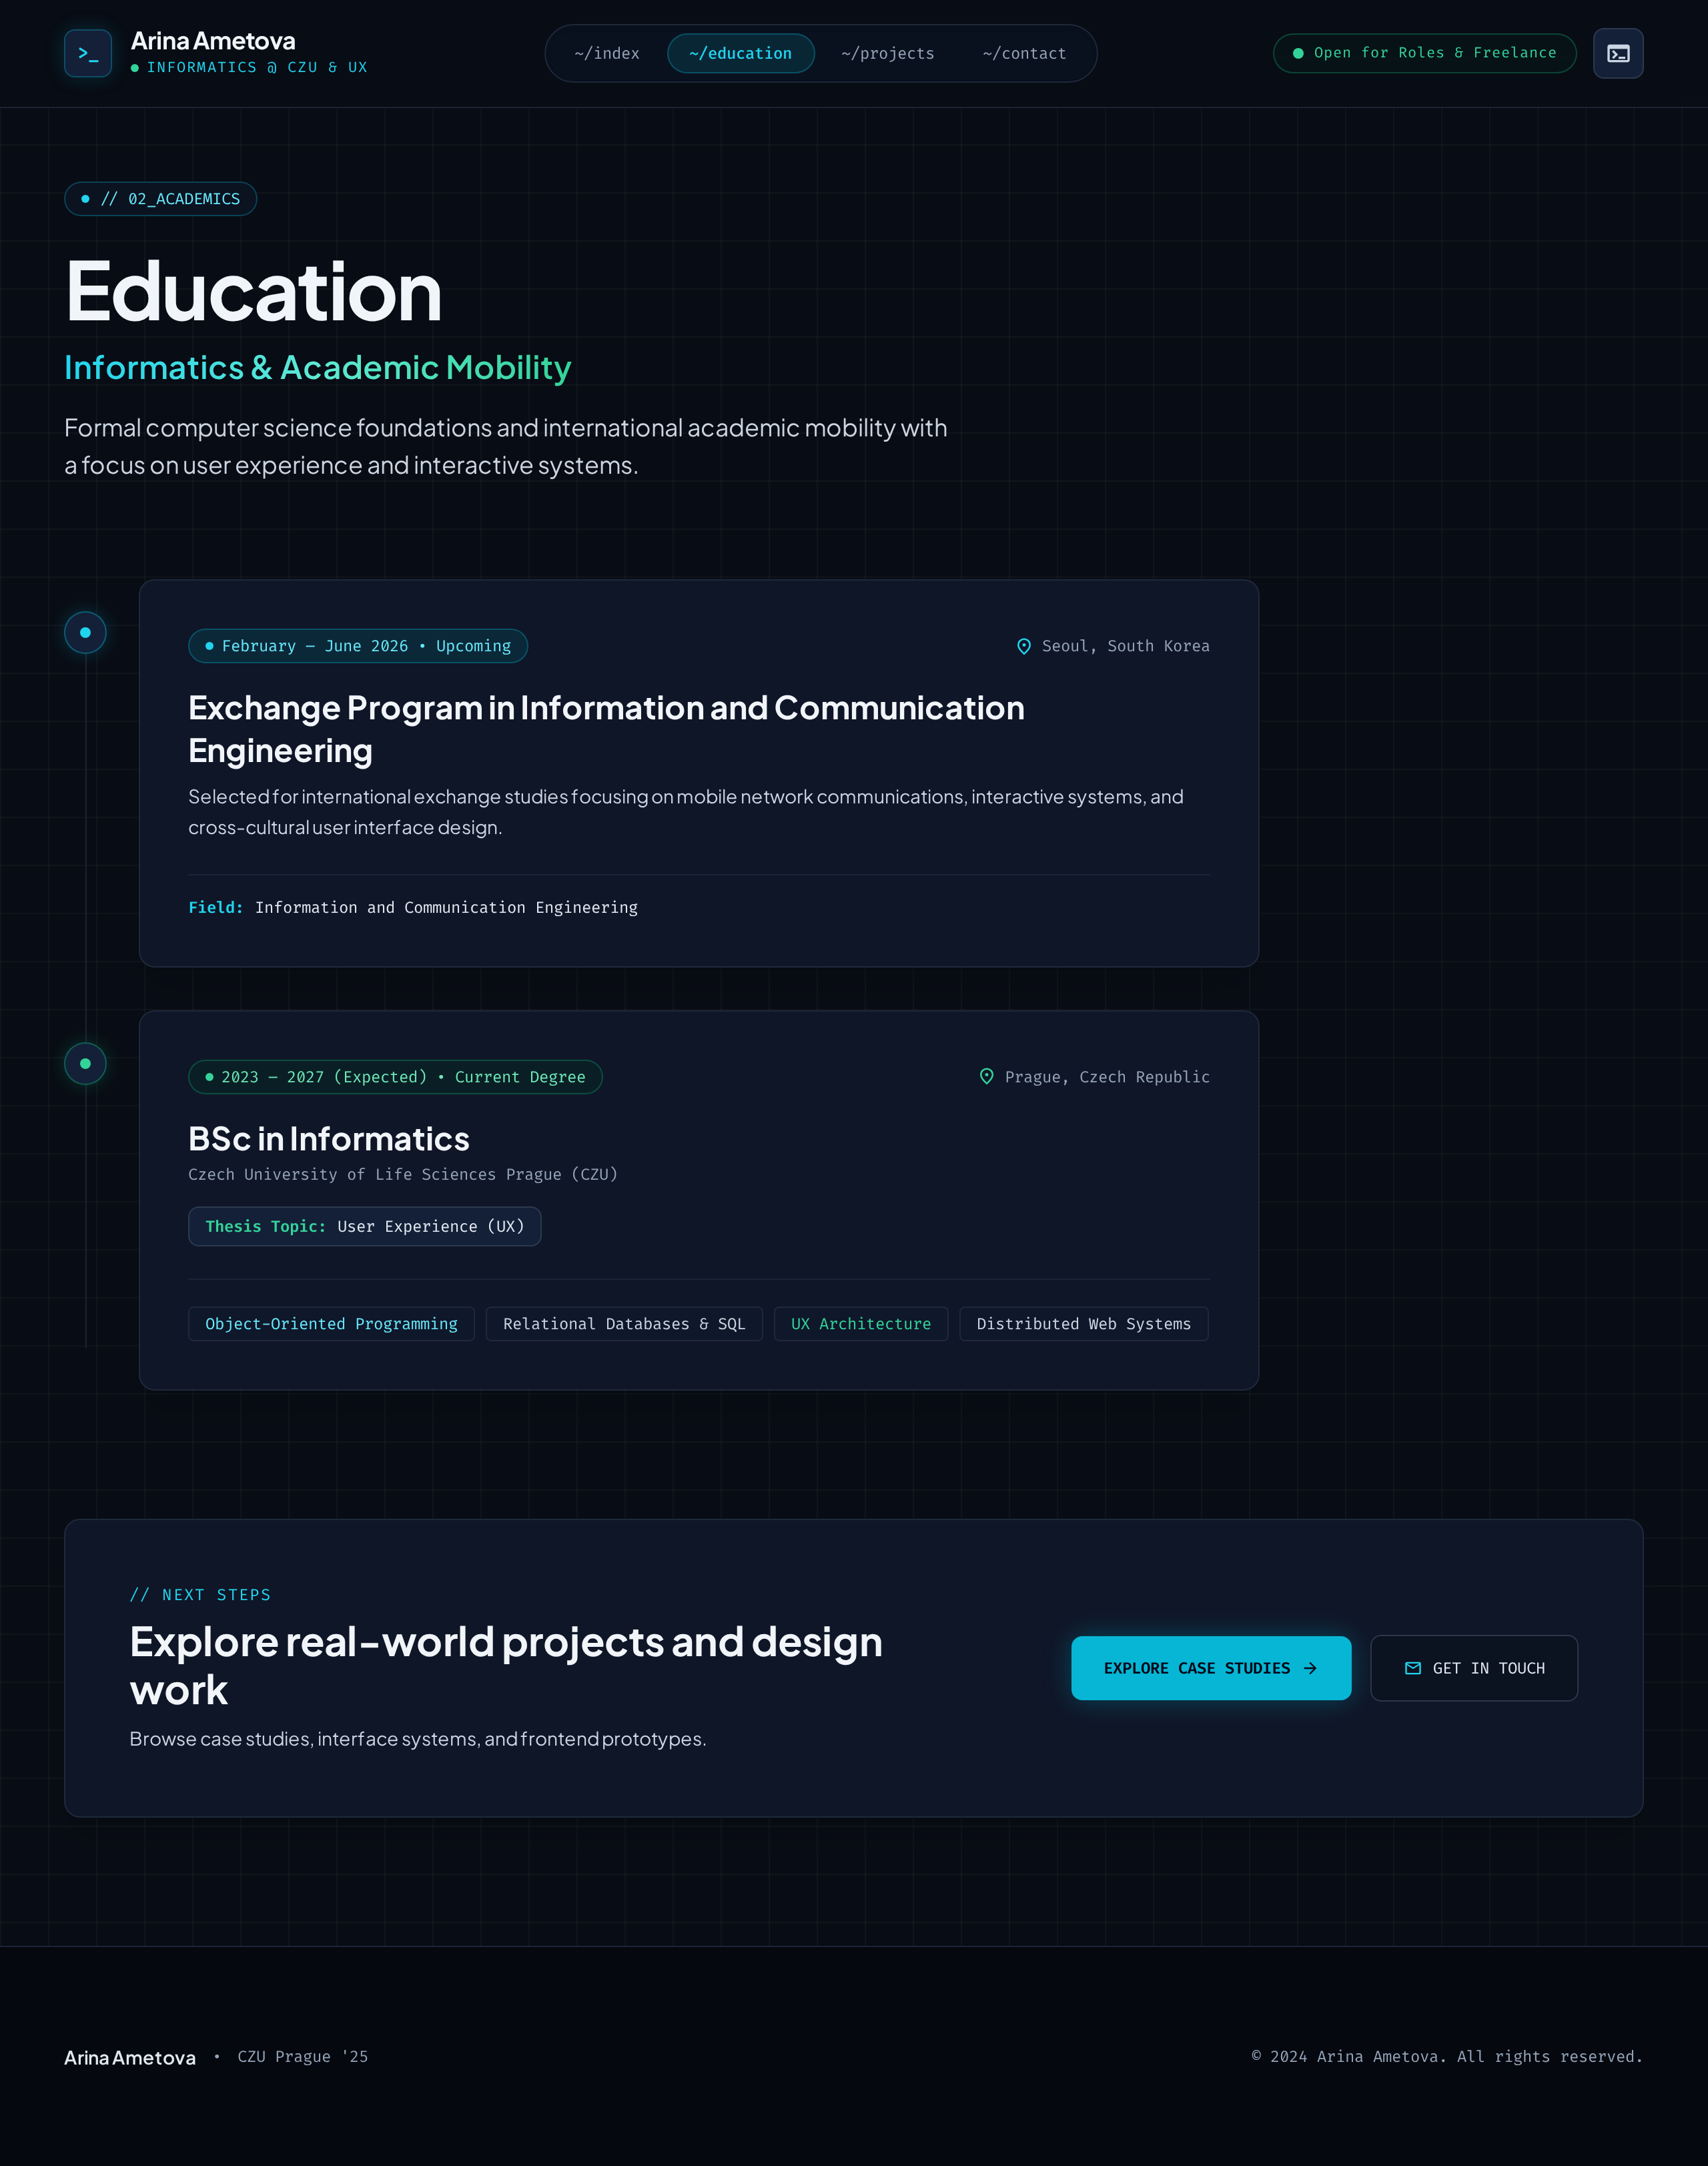 >_
Arina Ametova
INFORMATICS @ CZU & UX
~/index
~/education
~/projects
~/contact
Open for Roles & Freelance
// 02_ACADEMICS
Education
Informatics & Academic Mobility
Formal computer science foundations and international academic mobility with
a focus on user experience and interactive systems.
February — June 2026 • Upcoming
Seoul, South Korea
Exchange Program in Information and Communication
Engineering
Selected for international exchange studies focusing on mobile network communications, interactive systems, and
cross-cultural user interface design.
Field: Information and Communication Engineering
2023 — 2027 (Expected) • Current Degree
Prague, Czech Republic
BSc in Informatics
Czech University of Life Sciences Prague (CZU)
Thesis Topic: User Experience (UX)
Object-Oriented Programming
Relational Databases & SQL
UX Architecture
Distributed Web Systems
// NEXT STEPS
Explore real-world projects and design
work
Browse case studies, interface systems, and frontend prototypes.
EXPLORE CASE STUDIES →
GET IN TOUCH
Arina Ametova • CZU Prague '25
© 2024 Arina Ametova. All rights reserved.